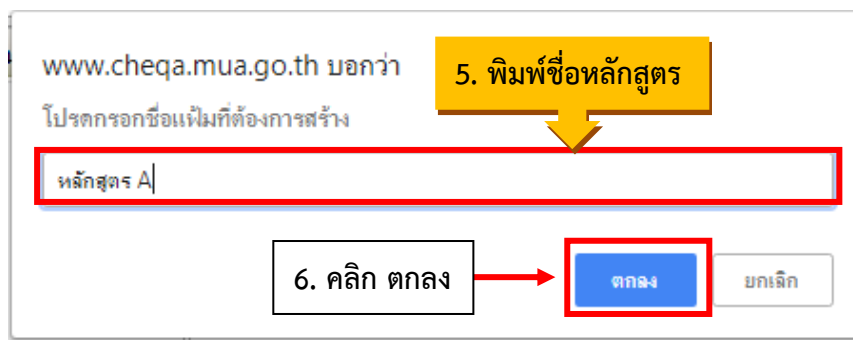 www.cheqa.mua.go.th บอกว่า
5. พิมพ์ชื่อหลักสูตร
โปรดกรอกชื่อแฟ้มที่ต้องการสร้าง
หลักสูตร A
6. คลิก ตกลง
ตกลง
ยกเลิก